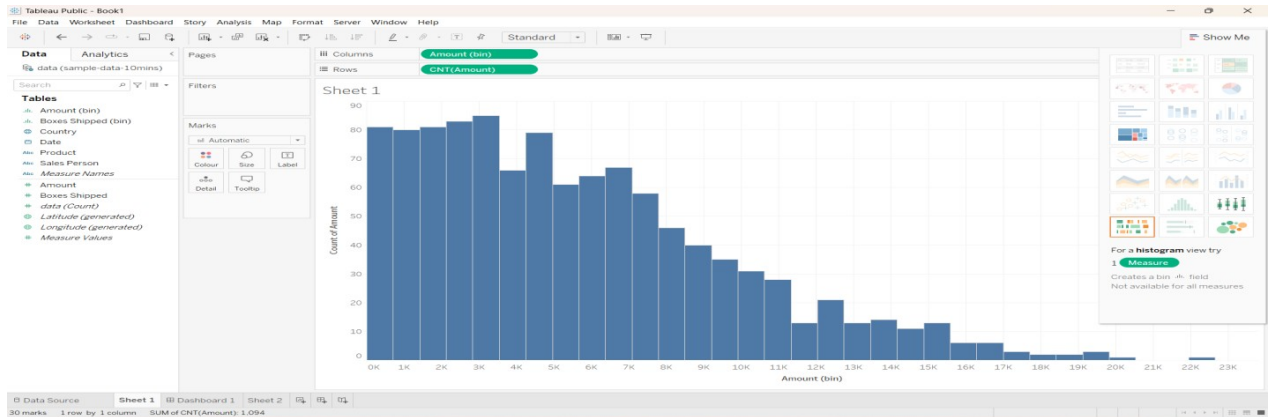 Tableau Public - Book1
File Data Worksheet Dashboard Story Analysis Map Format Server Window Help
Standard
Show Me
Data Analytics
Pages
Columns Amount (bin)
data (sample-data-10mins)
Rows CNT(Amount)
Search
Filters
Sheet 1
Tables
Amount (bin)
Boxes Shipped (bin)
Country
Date
Abc Product
Abc Sales Person
Abc Measure Names
Amount
Boxes Shipped
data (Count)
Latitude (generated)
Longitude (generated)
Measure Values
Marks
Automatic
Colour Size Label
Detail Tooltip
90
80
70
60
50
40
30
20
10
0
Count of Amount
0K 1K 2K 3K 4K 5K 6K 7K 8K 9K 10K 11K 12K 13K 14K 15K 16K 17K 18K 19K 20K 21K 22K 23K
Amount (bin)
For a histogram view try
1 Measure
Creates a bin field
Not available for all measures
Data Source Sheet 1 Dashboard 1 Sheet 2
30 marks 1 row by 1 column SUM of CNT(Amount): 1.094